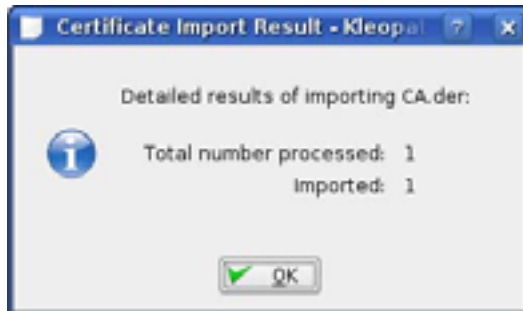 Certificate Import Result - Kleopat
Detailed results of importing CA.der:
Total number processed: 1
Imported: 1
OK